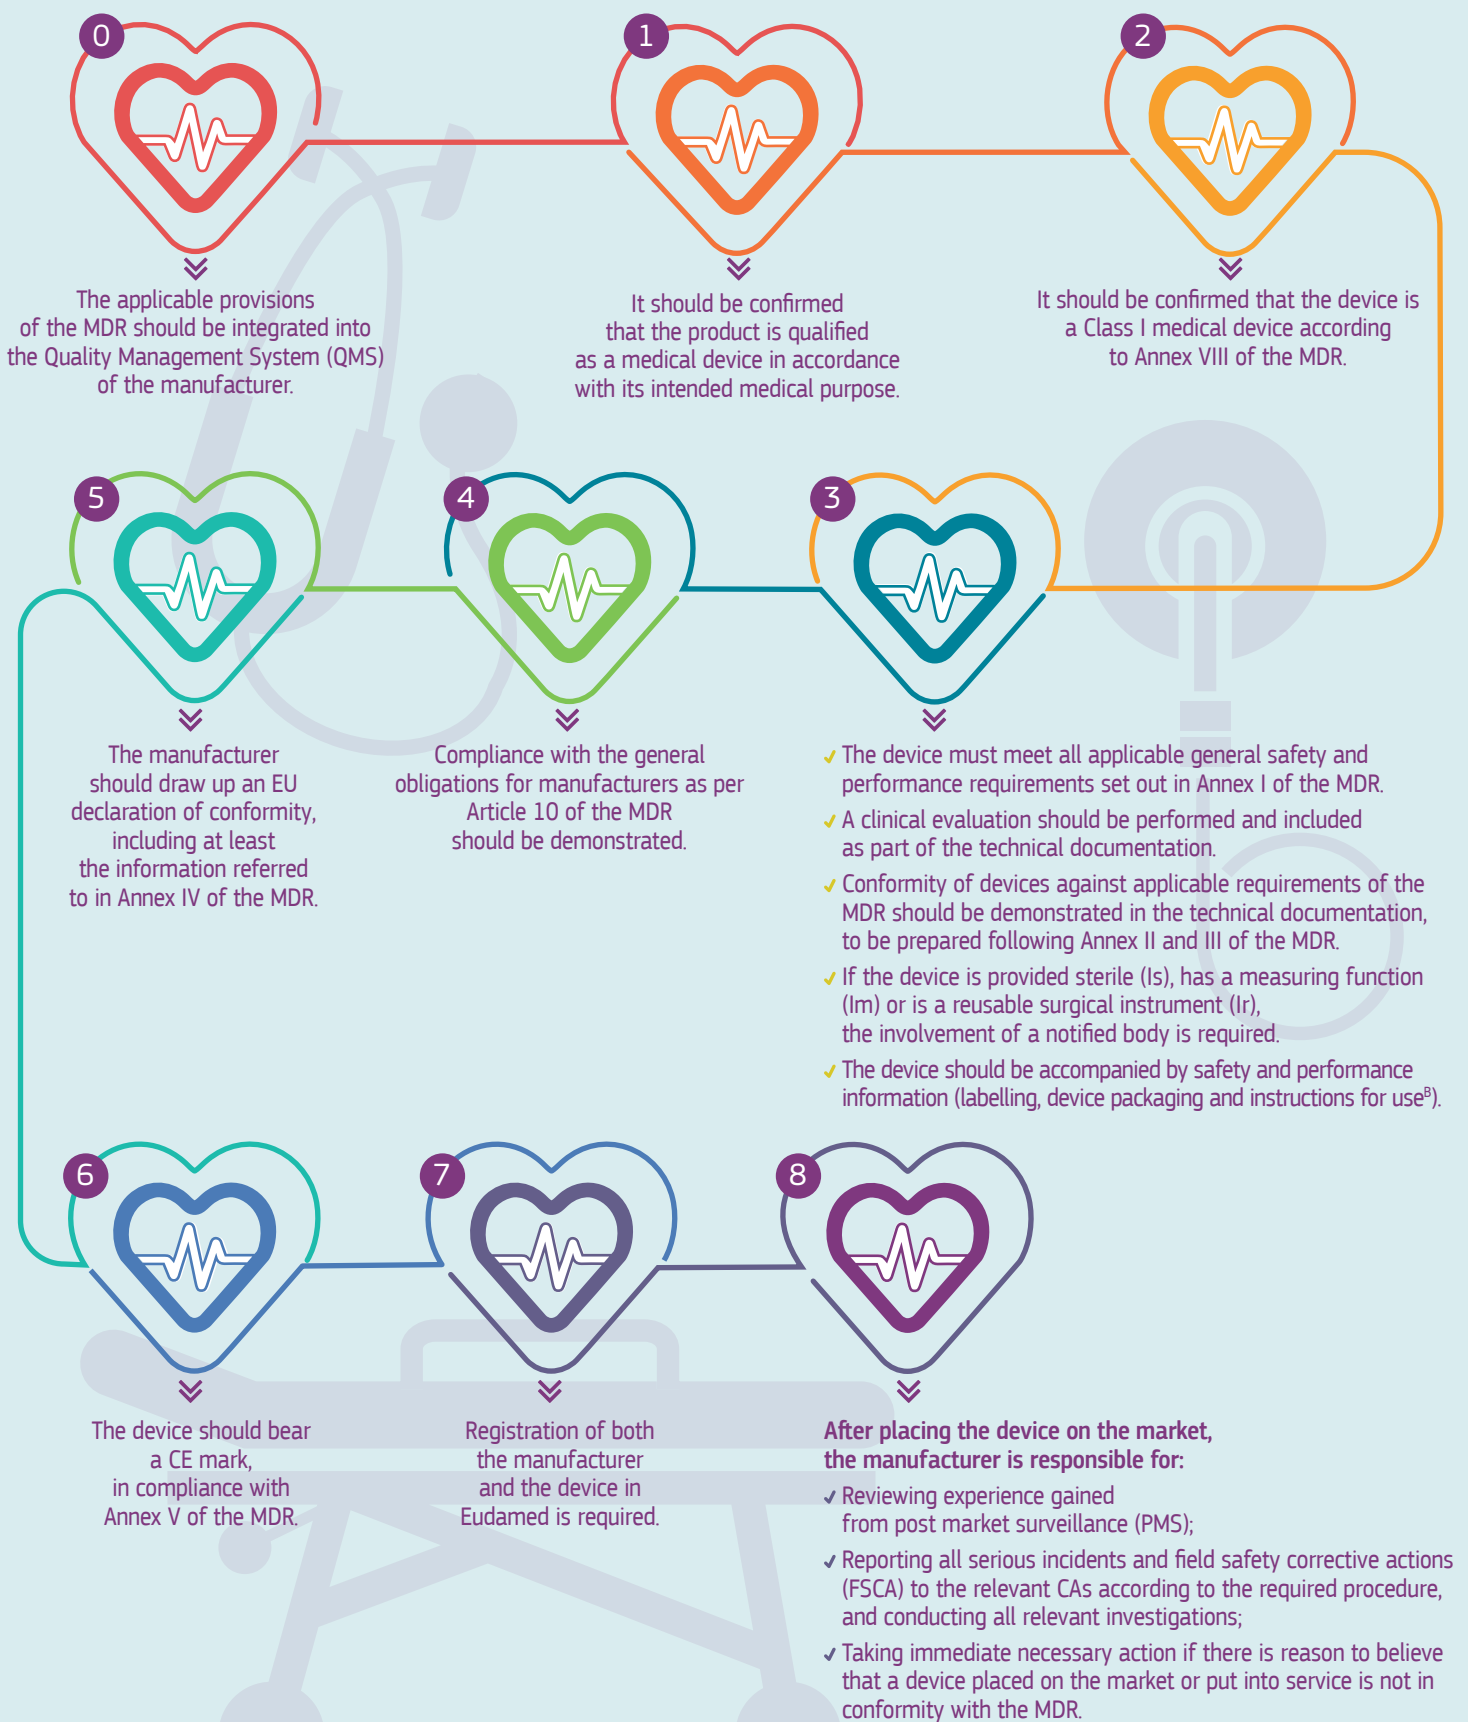 0
The applicable provisions
of the MDR should be integrated into
the Quality Management System (QMS)
of the manufacturer.
1
It should be confirmed
that the product is qualified
as a medical device in accordance
with its intended medical purpose.
2
It should be confirmed that the device is
a Class I medical device according
to Annex VIII of the MDR.
3
The device must meet all applicable general safety and
performance requirements set out in Annex I of the MDR.
A clinical evaluation should be performed and included
as part of the technical documentation.
Conformity of devices against applicable requirements of the
MDR should be demonstrated in the technical documentation,
to be prepared following Annex II and III of the MDR.
If the device is provided sterile (Is), has a measuring function
(Im) or is a reusable surgical instrument (Ir),
the involvement of a notified body is required.
The device should be accompanied by safety and performance
information (labelling, device packaging and instructions for useᴮ).
4
Compliance with the general
obligations for manufacturers as per
Article 10 of the MDR
should be demonstrated.
5
The manufacturer
should draw up an EU
declaration of conformity,
including at least
the information referred
to in Annex IV of the MDR.
6
The device should bear
a CE mark,
in compliance with
Annex V of the MDR.
7
Registration of both
the manufacturer
and the device in
Eudamed is required.
8
After placing the device on the market,
the manufacturer is responsible for:
Reviewing experience gained
from post market surveillance (PMS);
Reporting all serious incidents and field safety corrective actions
(FSCA) to the relevant CAs according to the required procedure,
and conducting all relevant investigations;
Taking immediate necessary action if there is reason to believe
that a device placed on the market or put into service is not in
conformity with the MDR.